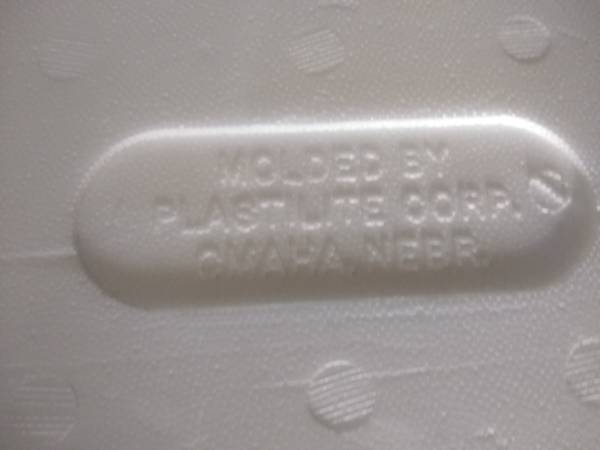 MOLDED BY
PLASTILITE CORP.
OMAHA, NEBR.